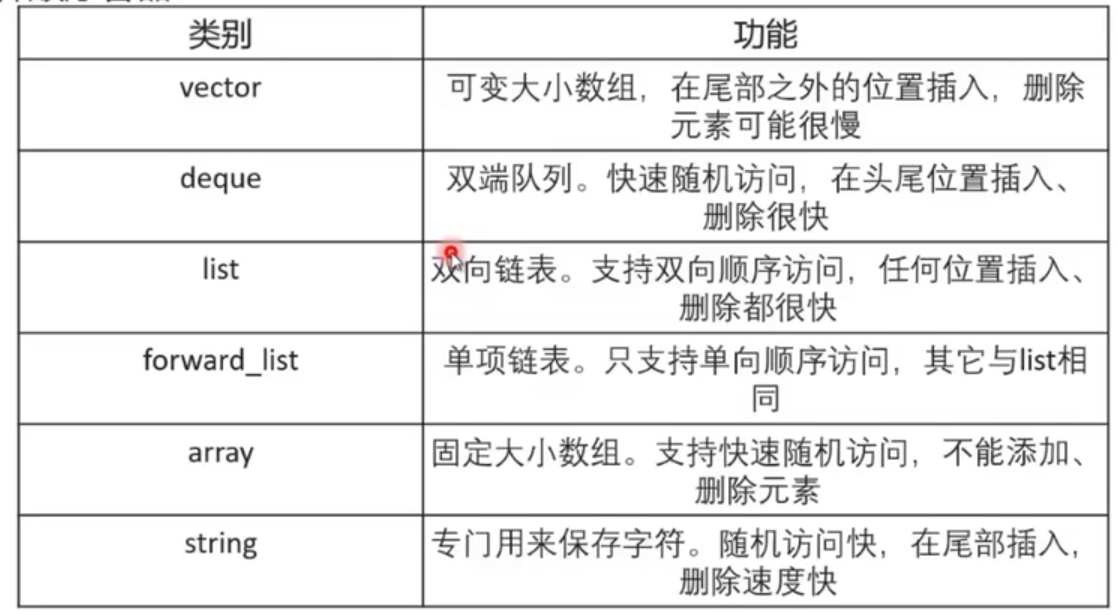 类别
功能
vector
可变大小数组，在尾部之外的位置插入，删除
元素可能很慢
deque
双端队列。快速随机访问，在头尾位置插入、
删除很快
list
双向链表。支持双向顺序访问，任何位置插入、
删除都很快
forward_list
单项链表。只支持单向顺序访问，其它与list相
同
array
固定大小数组。支持快速随机访问，不能添加、
删除元素
string
专门用来保存字符。随机访问快，在尾部插入，
删除速度快